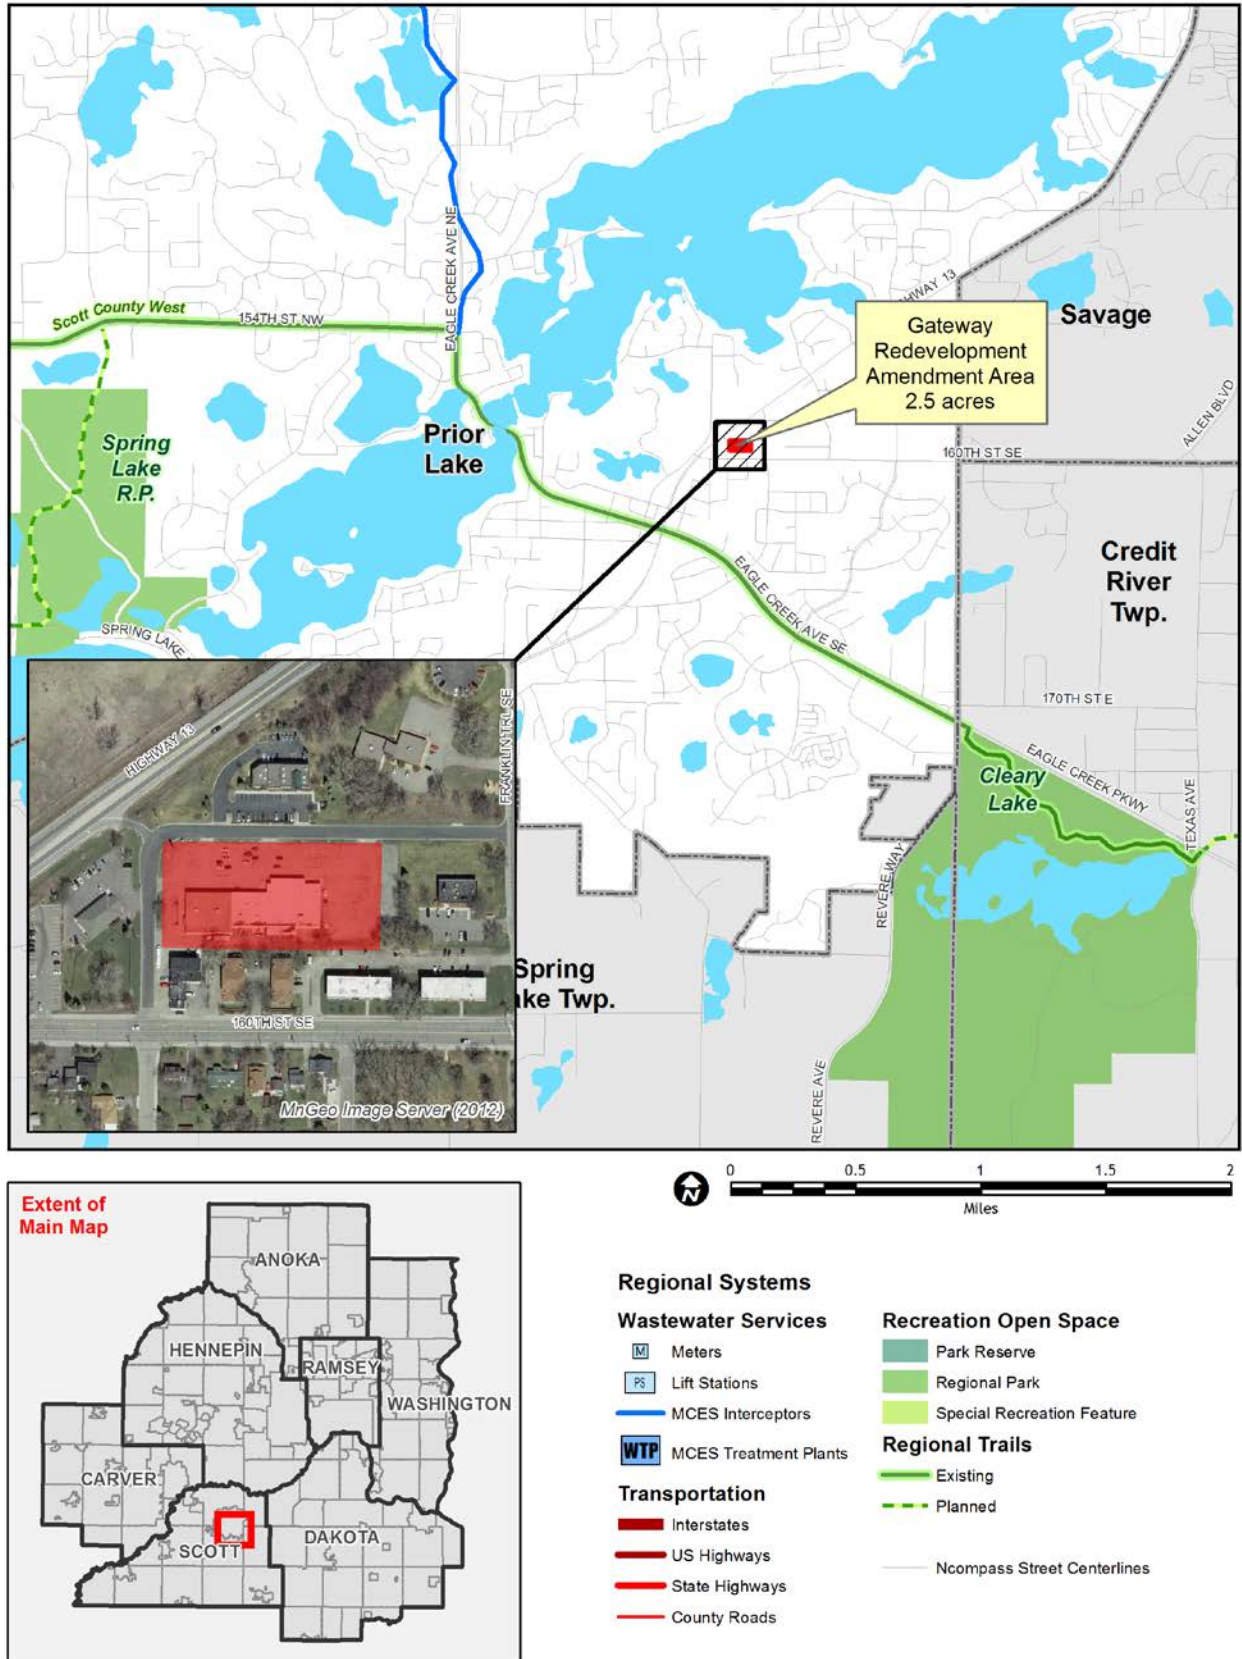 EAGLE CREEK AVE NE
HIGHWAY 13
Savage
Gateway
Redevelopment
Amendment Area
2.5 acres
Scott County West
154TH ST NW
ALLEN BLVD
Prior
Lake
160TH ST SE
Spring
Lake
R.P.
Credit
River
Twp.
EAGLE CREEK AVE SE
SPRING LAKE
170TH ST E
EAGLE CREEK PKWY
Cleary
Lake
TEXAS AVE
REVERE WAY
REVERE AVE
Spring
ake Twp.
HIGHWAY 13
FRANKLIN TRL SE
160TH ST SE
MnGeo Image Server (2012)
N
0 0.5 1 1.5 2
Miles
Extent of
Main Map
ANOKA
HENNEPIN
RAMSEY
WASHINGTON
CARVER
SCOTT
DAKOTA
Regional Systems
Wastewater Services
M Meters
PS Lift Stations
MCES Interceptors
WTP MCES Treatment Plants
Transportation
Interstates
US Highways
State Highways
County Roads
Recreation Open Space
Park Reserve
Regional Park
Special Recreation Feature
Regional Trails
Existing
Planned
Ncompass Street Centerlines